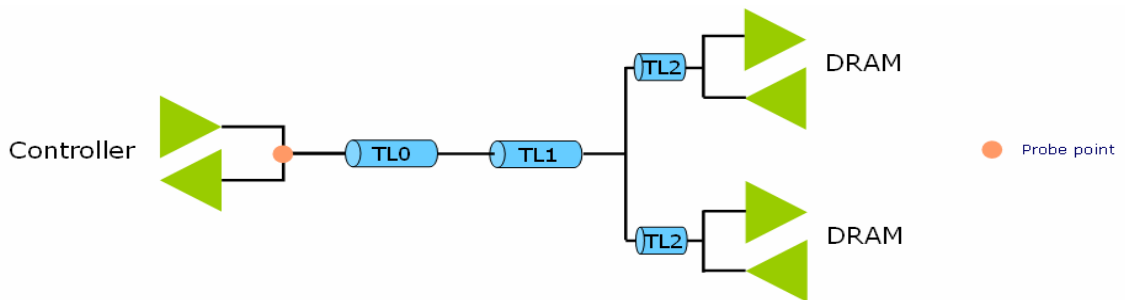 TL2
DRAM
Controller
TL0
TL1
Probe point
TL2
DRAM